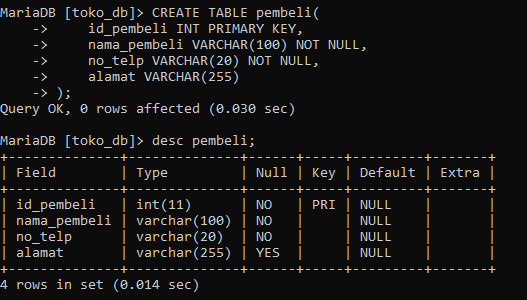 MariaDB [toko_db]> CREATE TABLE pembeli(
    ->     id_pembeli INT PRIMARY KEY,
    ->     nama_pembeli VARCHAR(100) NOT NULL,
    ->     no_telp VARCHAR(20) NOT NULL,
    ->     alamat VARCHAR(255)
    -> );
Query OK, 0 rows affected (0.030 sec)

MariaDB [toko_db]> desc pembeli;
+--------------+--------------+------+-----+---------+-------+
| Field        | Type         | Null | Key | Default | Extra |
+--------------+--------------+------+-----+---------+-------+
| id_pembeli   | int(11)      | NO   | PRI | NULL    |       |
| nama_pembeli | varchar(100) | NO   |     | NULL    |       |
| no_telp      | varchar(20)  | NO   |     | NULL    |       |
| alamat       | varchar(255) | YES  |     | NULL    |       |
+--------------+--------------+------+-----+---------+-------+
4 rows in set (0.014 sec)